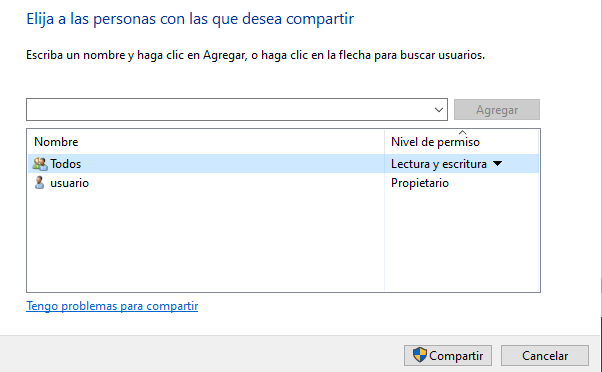 Elija a las personas con las que desea compartir
Escriba un nombre y haga clic en Agregar, o haga clic en la flecha para buscar usuarios.
Agregar
Nombre Nivel de permiso
Todos Lectura y escritura
usuario Propietario
Tengo problemas para compartir
Compartir Cancelar